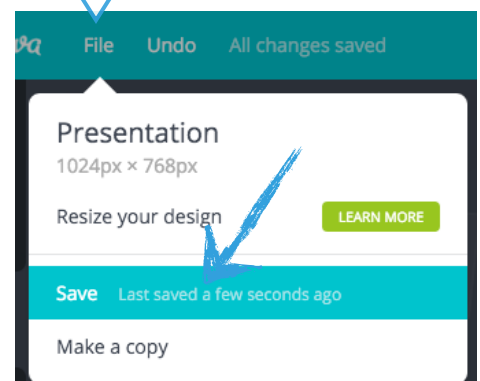 va File Undo All changes saved
Presentation
1024px × 768px
Resize your design LEARN MORE
Save Last saved a few seconds ago
Make a copy